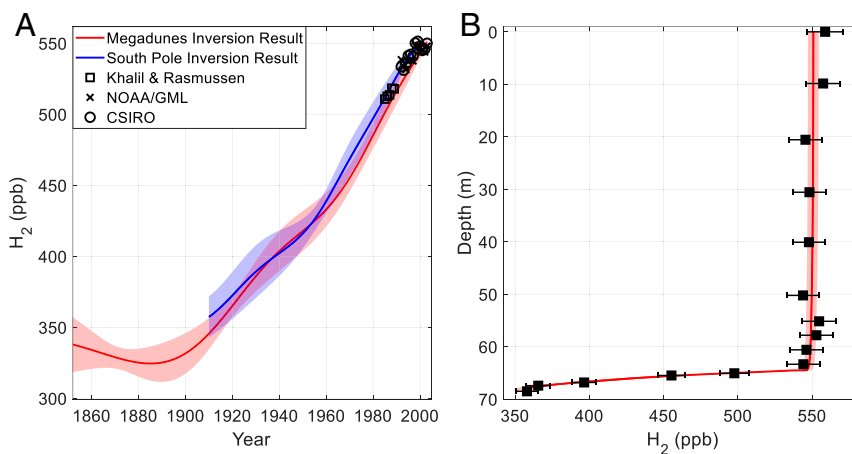 A
Megadunes Inversion Result
South Pole Inversion Result
Khalil & Rasmussen
NOAA/GML
CSIRO
550
500
450
400
350
300
H2 (ppb)
1860 1880 1900 1920 1940 1960 1980 2000
Year
B
0
10
20
30
40
50
60
70
Depth (m)
350 400 450 500 550
H2 (ppb)